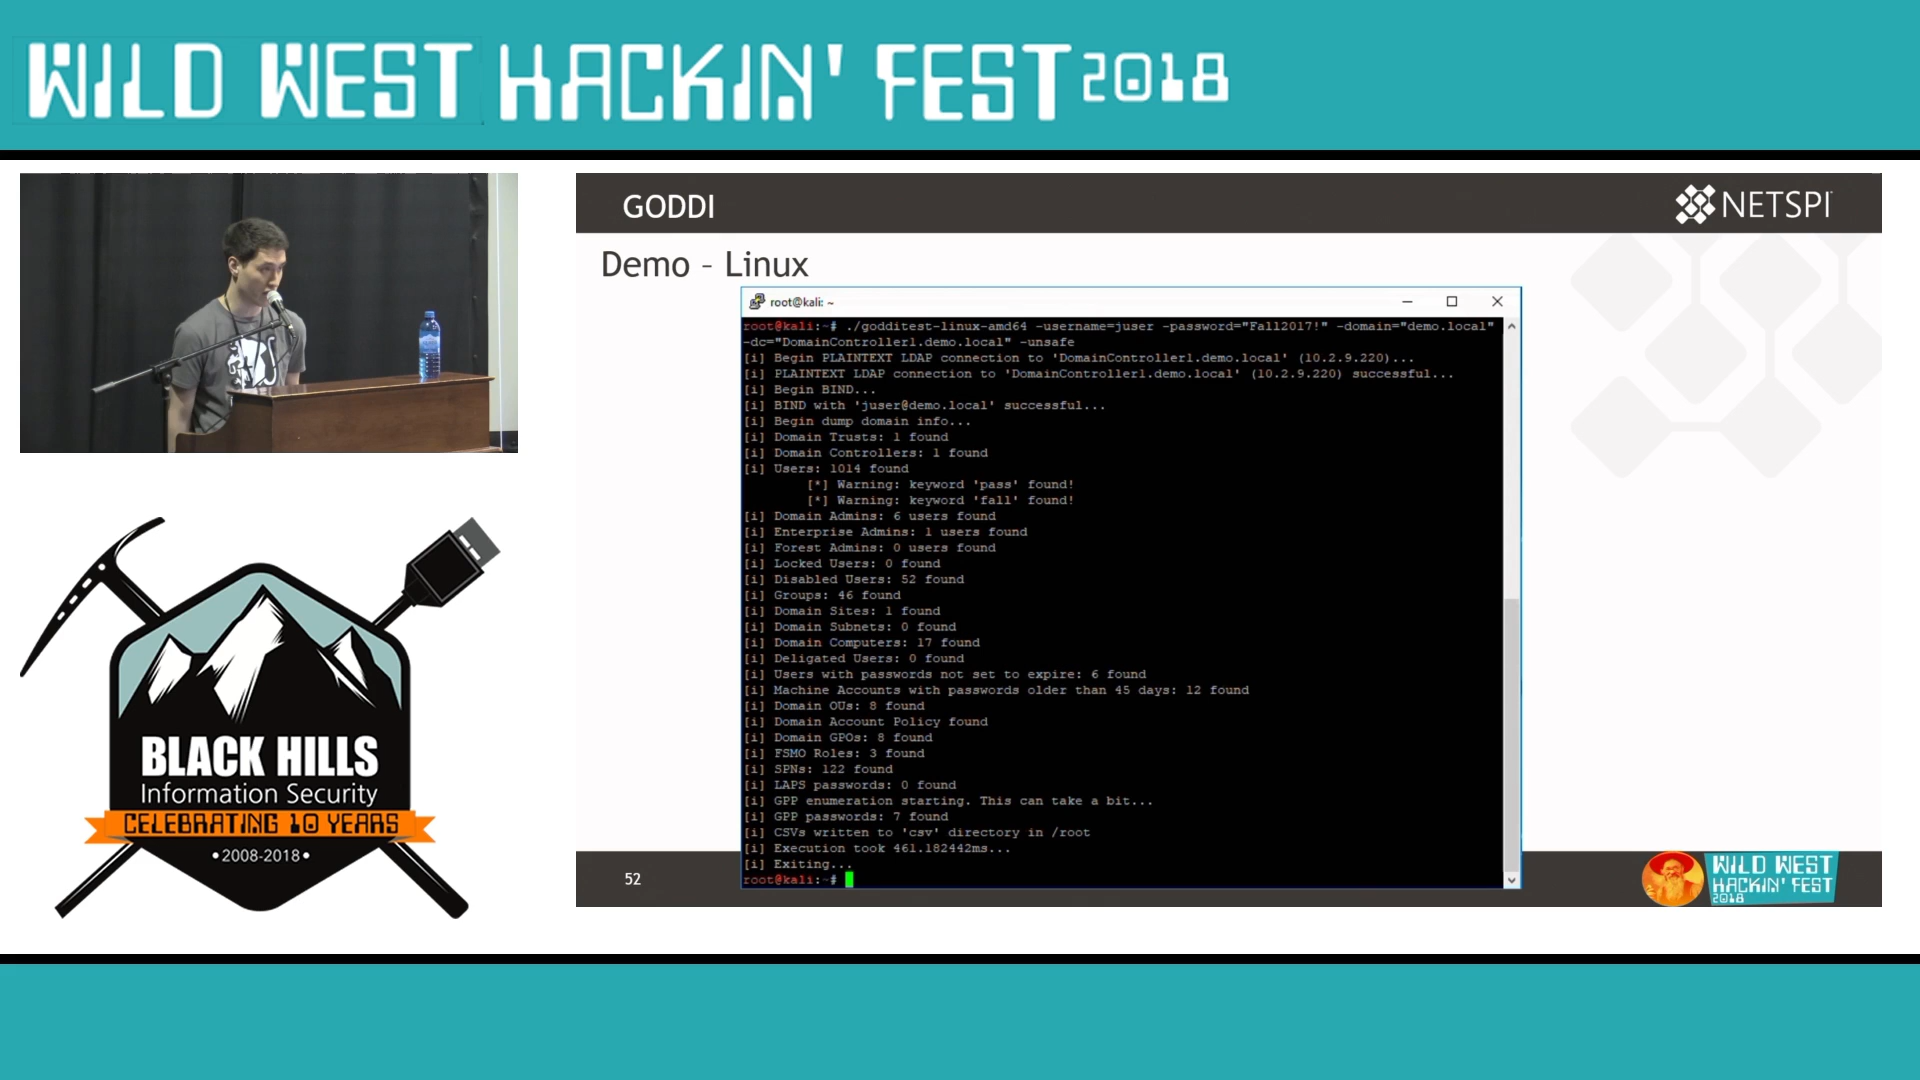 WILD WEST HACKIN' FEST 2018
GODDI
NETSPI
Demo - Linux
root@kali: ~
root@kali:~# ./godditest-linux-amd64 -username=juser -password="Fall2017!" -domain="demo.local"
-dc="DomainController1.demo.local" -unsafe
[i] Begin PLAINTEXT LDAP connection to 'DomainController1.demo.local' (10.2.9.220)...
[i] PLAINTEXT LDAP connection to 'DomainController1.demo.local' (10.2.9.220) successful...
[i] Begin BIND...
[i] BIND with 'juser@demo.local' successful...
[i] Begin dump domain info...
[i] Domain Trusts: 1 found
[i] Domain Controllers: 1 found
[i] Users: 1014 found
[*] Warning: keyword 'pass' found!
[*] Warning: keyword 'fall' found!
[i] Domain Admins: 6 users found
[i] Enterprise Admins: 1 users found
[i] Forest Admins: 0 users found
[i] Locked Users: 0 found
[i] Disabled Users: 52 found
[i] Groups: 46 found
[i] Domain Sites: 1 found
[i] Domain Subnets: 0 found
[i] Domain Computers: 17 found
[i] Deligated Users: 0 found
[i] Users with passwords not set to expire: 6 found
[i] Machine Accounts with passwords older than 45 days: 12 found
[i] Domain OUs: 8 found
[i] Domain Account Policy found
[i] Domain GPOs: 8 found
[i] FSMO Roles: 3 found
[i] SPNs: 122 found
[i] LAPS passwords: 0 found
[i] GPP enumeration starting. This can take a bit...
[i] GPP passwords: 7 found
[i] CSVs written to 'csv' directory in /root
[i] Execution took 461.182442ms...
[i] Exiting...
root@kali:~#
52
WILD WEST
HACKIN' FEST
2018
BLACK HILLS
Information Security
CELEBRATING 10 YEARS
•2008-2018•